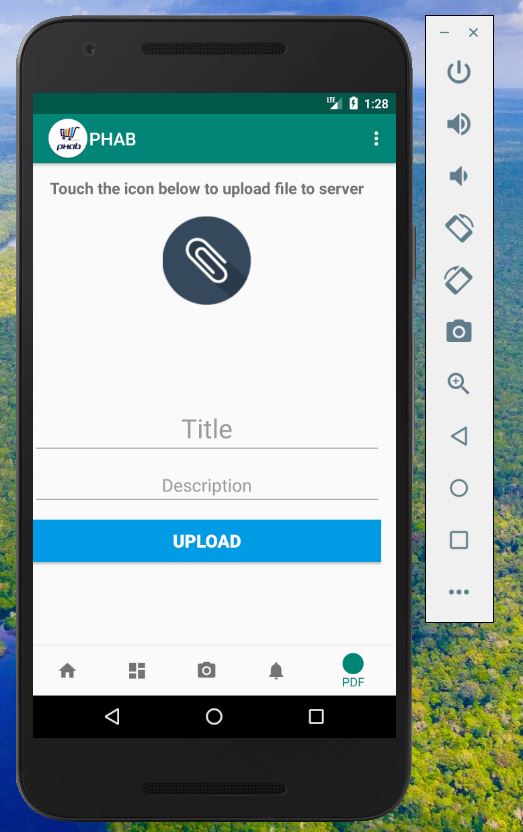 LTE 1:28
PHAB PHAB
Touch the icon below to upload file to server
Title
Description
UPLOAD
PDF